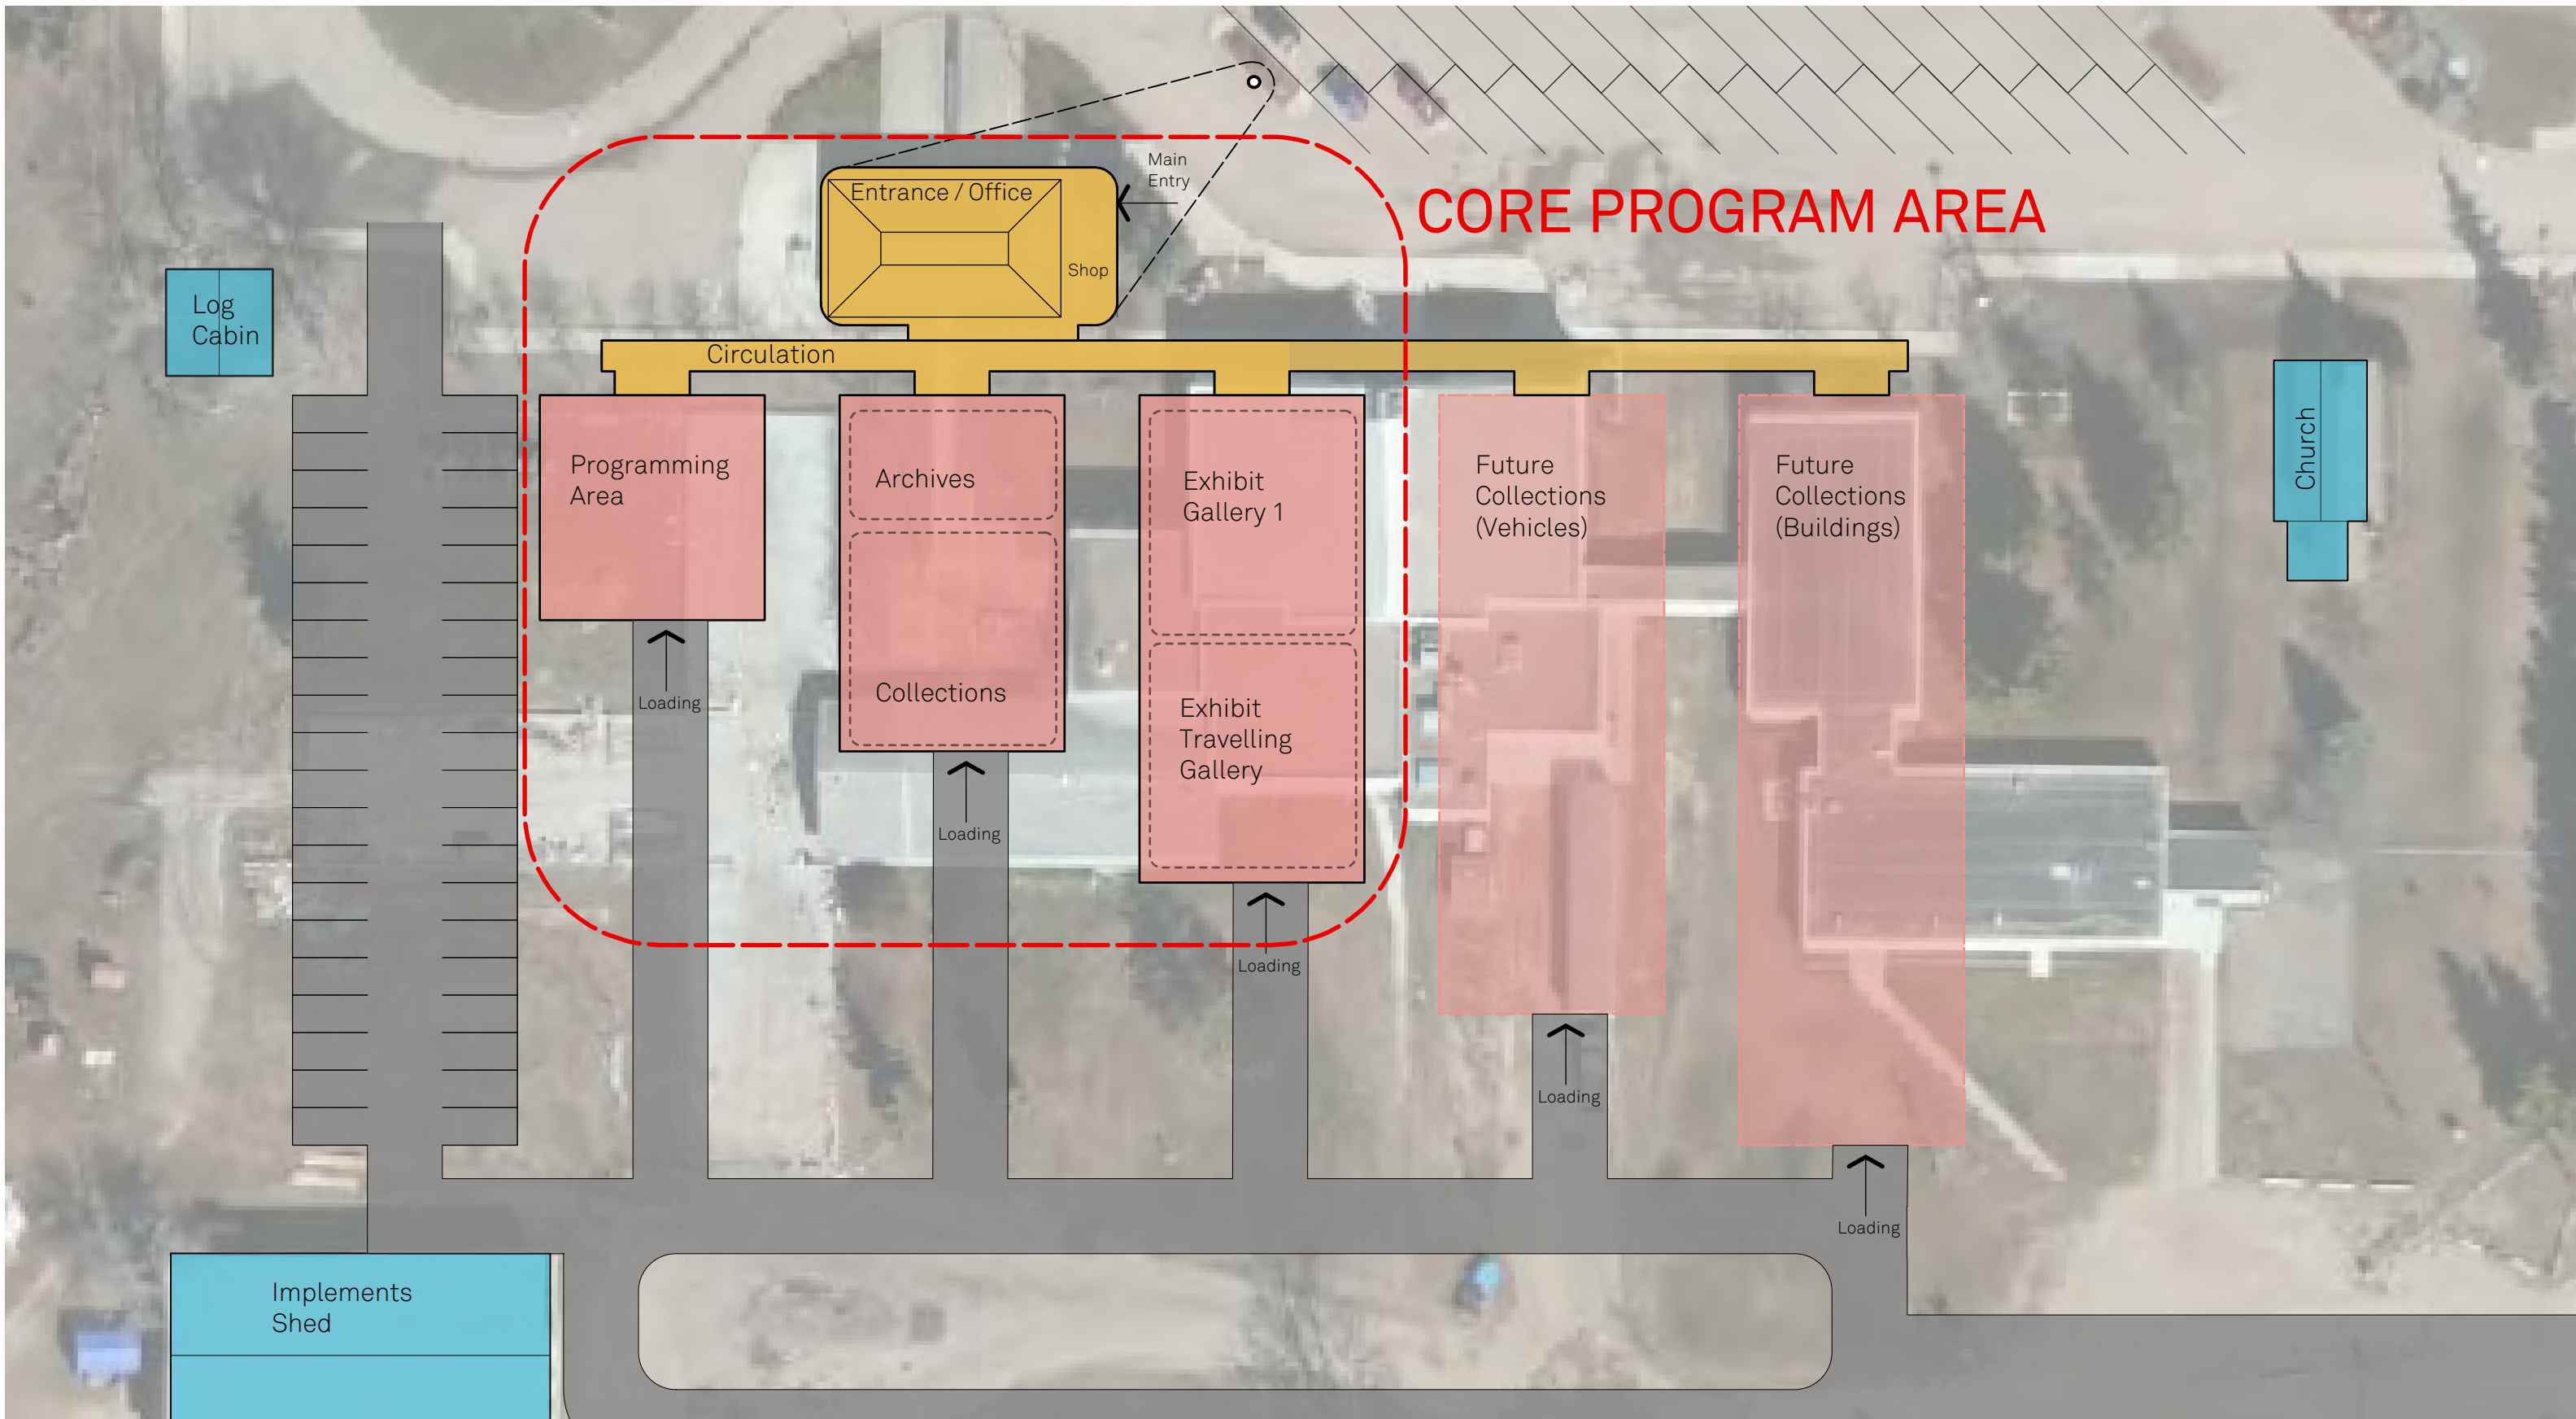 Main
Entry
Entrance / Office
CORE PROGRAM AREA
Shop
Log
Cabin
Circulation
Programming
Area
Archives
Exhibit
Gallery 1
Future
Collections
(Vehicles)
Future
Collections
(Buildings)
Church
Collections
Exhibit
Travelling
Gallery
Loading
Loading
Loading
Loading
Loading
Implements
Shed